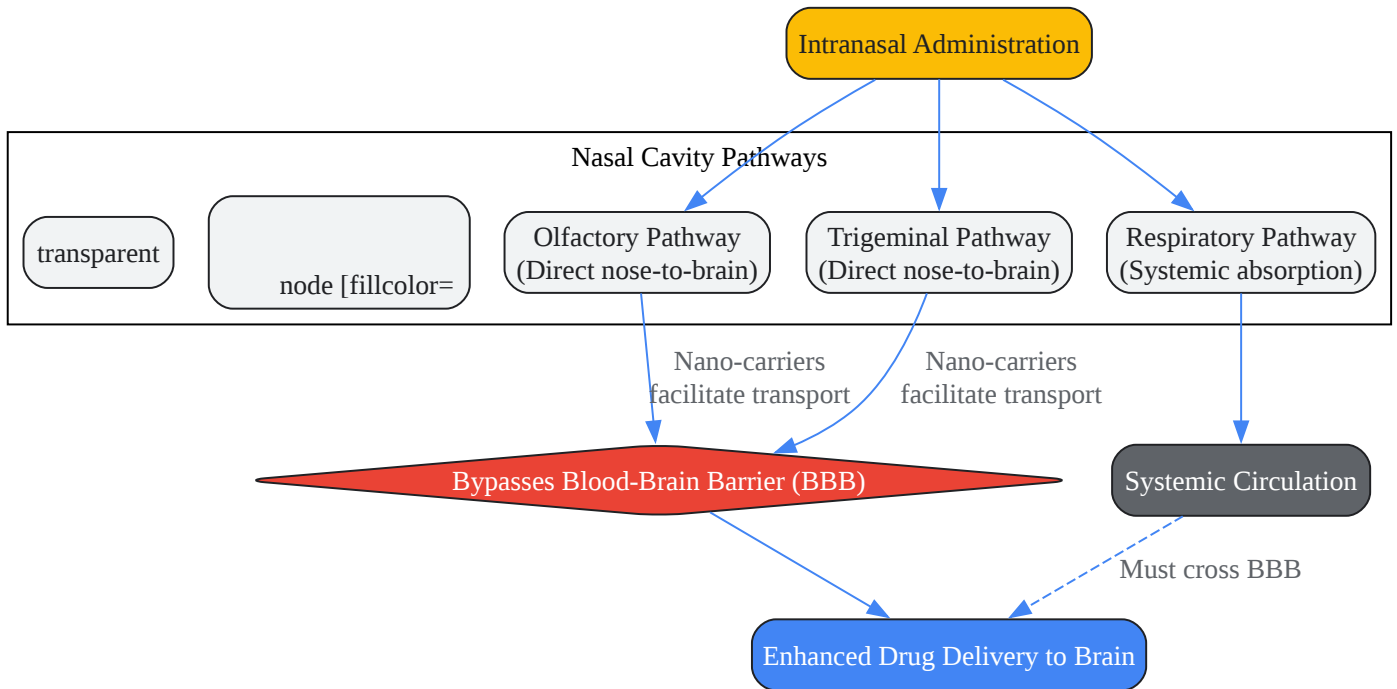 Intranasal Administration
Nasal Cavity Pathways
transparent
node [fillcolor=
Olfactory Pathway
(Direct nose-to-brain)
Trigeminal Pathway
(Direct nose-to-brain)
Respiratory Pathway
(Systemic absorption)
Nano-carriers
facilitate transport
Nano-carriers
facilitate transport
Bypasses Blood-Brain Barrier (BBB)
Systemic Circulation
Must cross BBB
Enhanced Drug Delivery to Brain